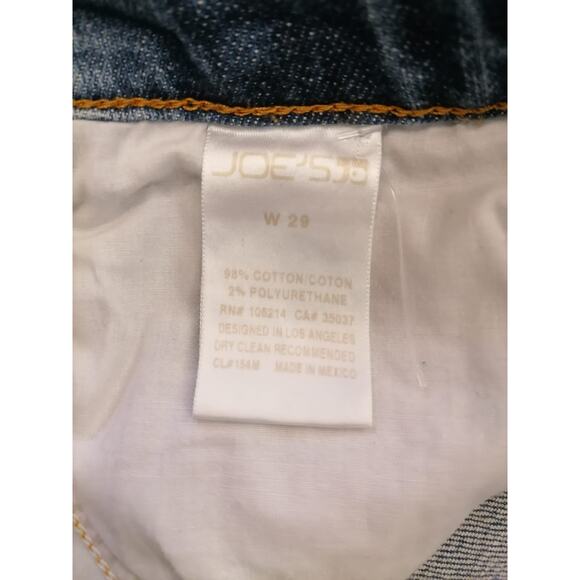 JOE'S
W 29
98% COTTON/COTON
2% POLYURETHANE
RN# 106214 CA# 35037
DESIGNED IN LOS ANGELES
DRY CLEAN RECOMMENDED
CL#154M MADE IN MEXICO